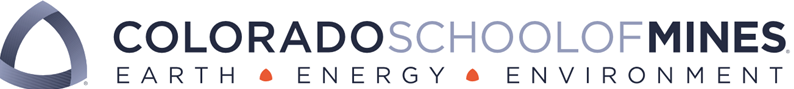 COLORADOSCHOOLOFMINES®
EARTH ENERGY ENVIRONMENT